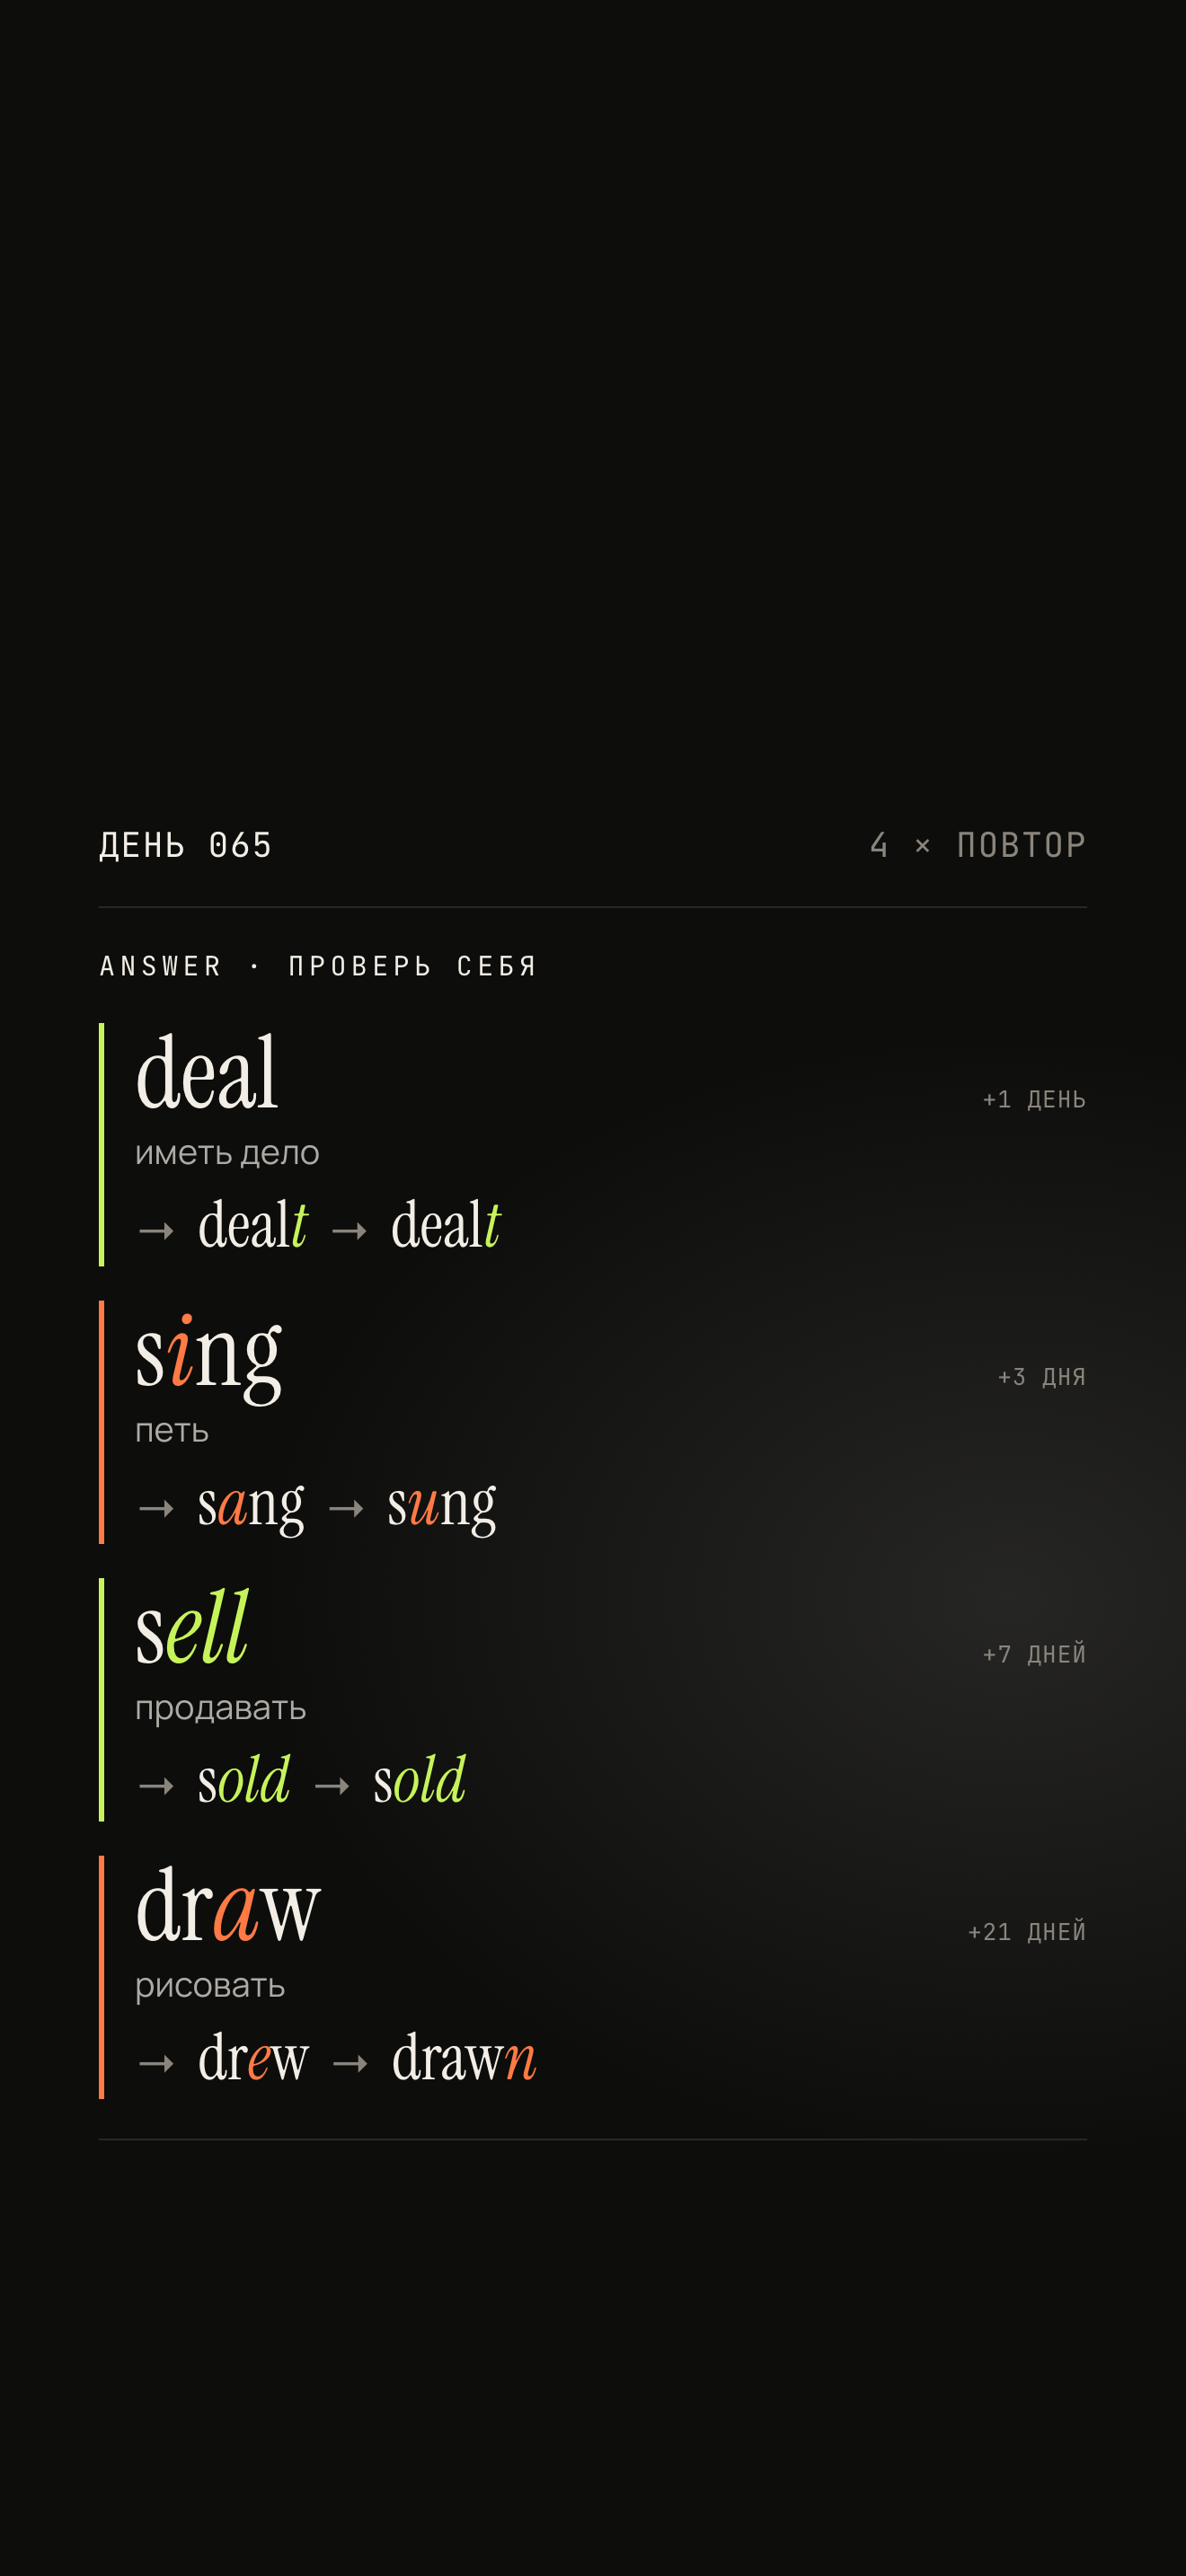 ДЕНЬ 065 4 × ПОВТОР
ANSWER · ПРОВЕРЬ СЕБЯ
deal
+1 ДЕНЬ
иметь дело
→ dealt → dealt
sing
+3 ДНЯ
петь
→ sang → sung
sell
+7 ДНЕЙ
продавать
→ sold → sold
draw
+21 ДНЕЙ
рисовать
→ drew → drawn